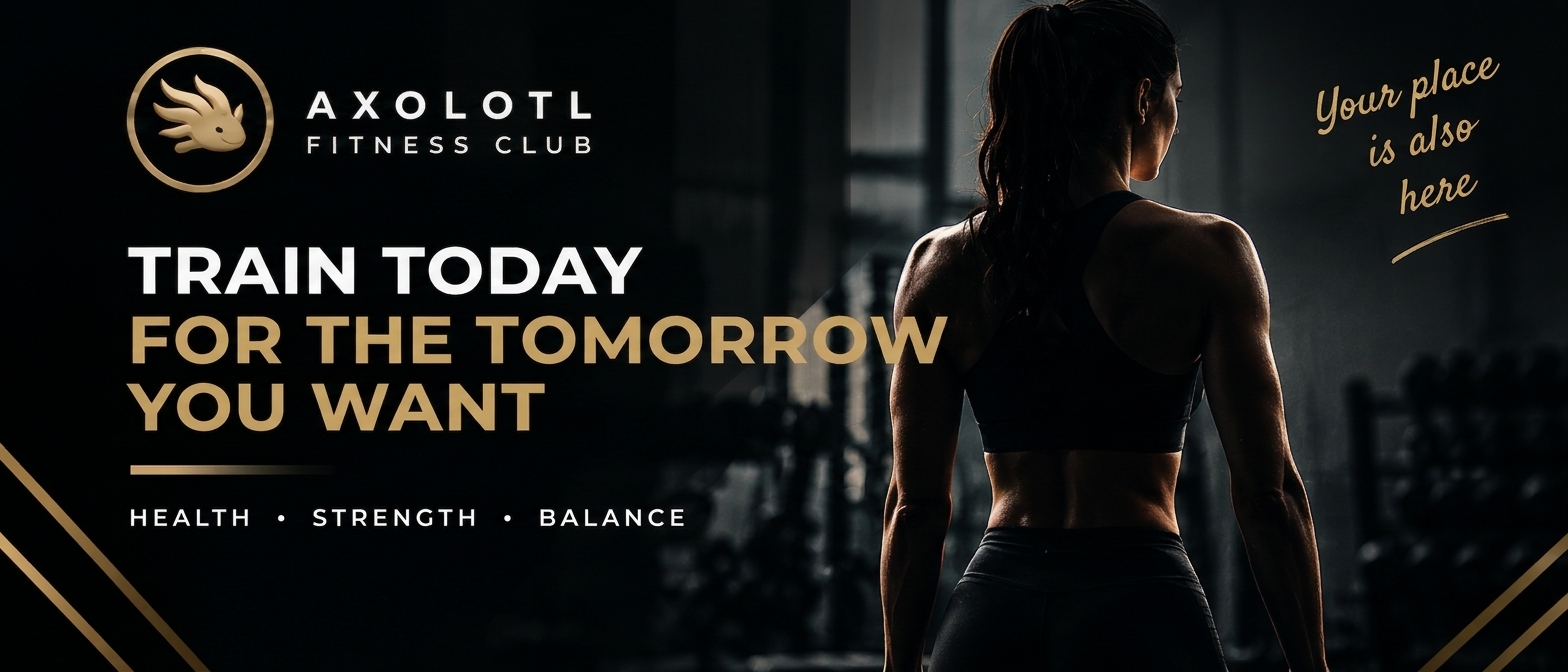 AXOLOTL
FITNESS CLUB
TRAIN TODAY
FOR THE TOMORROW
YOU WANT
HEALTH • STRENGTH • BALANCE
Your place
is also
here